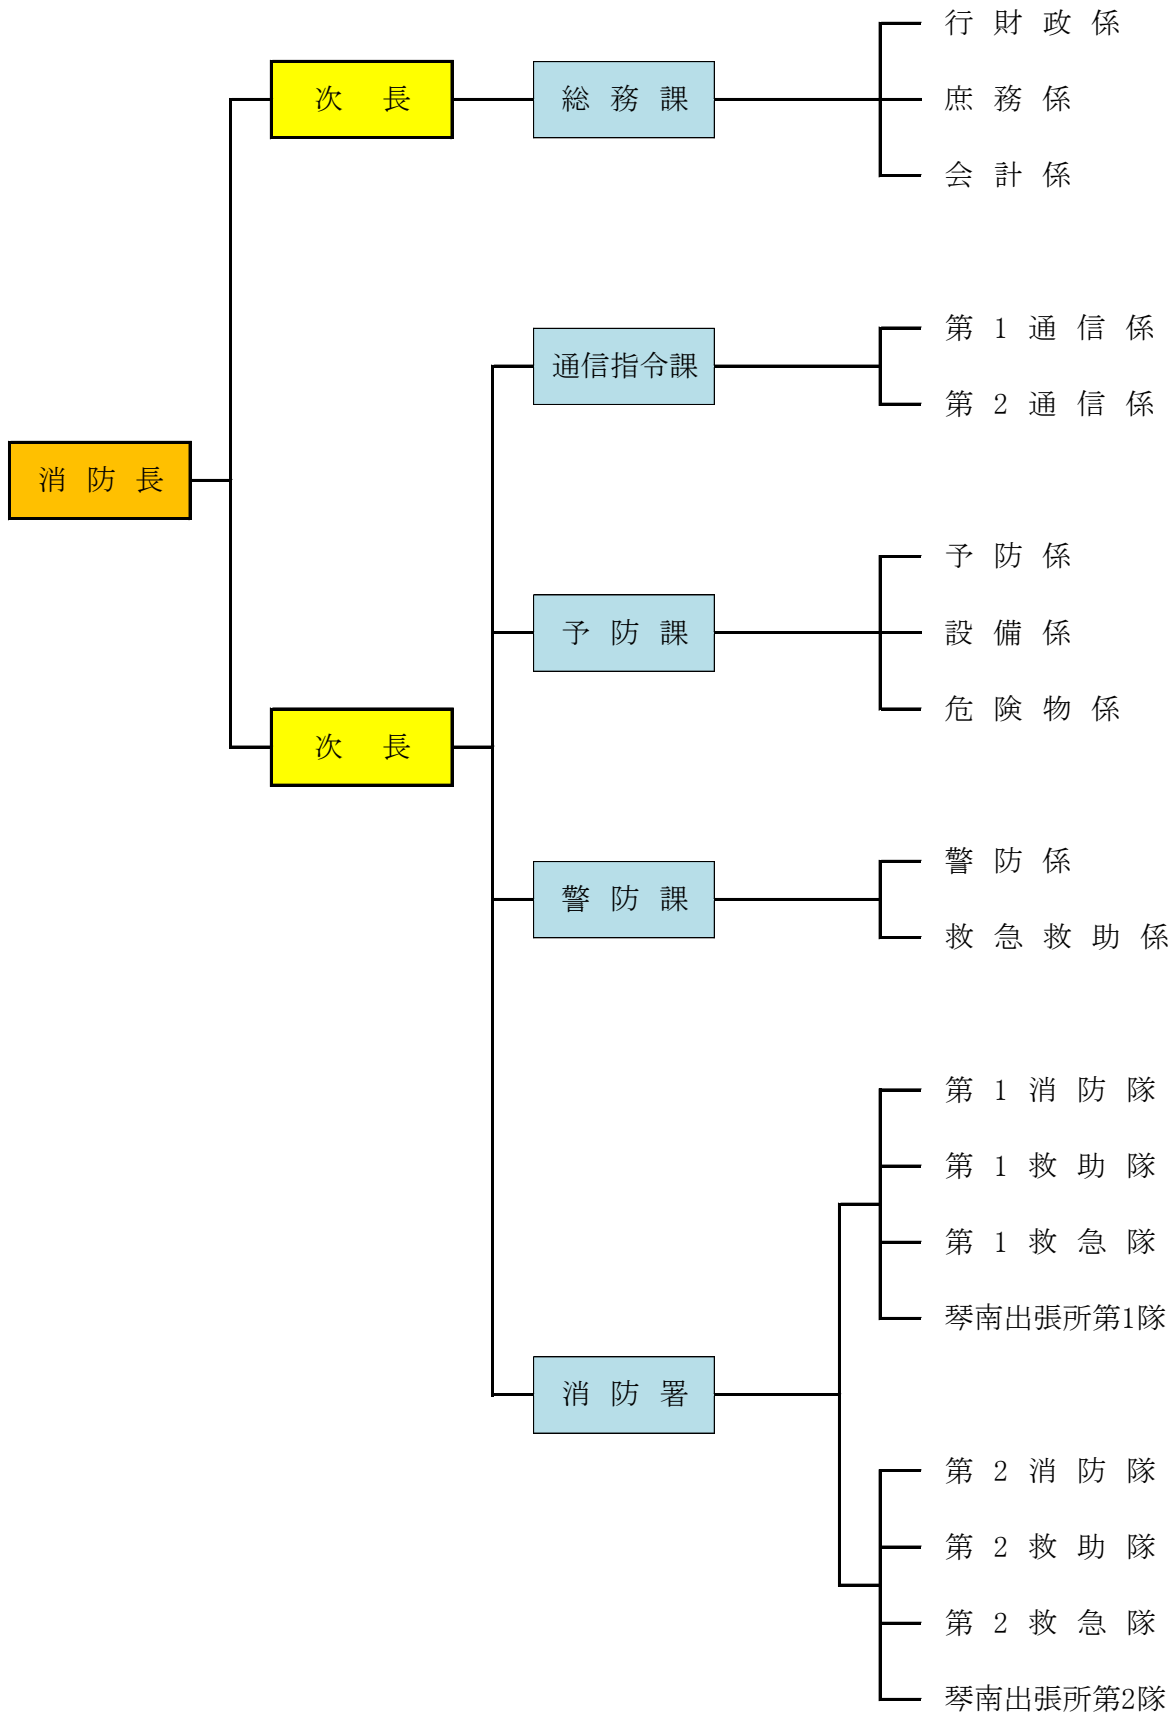 行財政係
次長
総務課
庶務係
会計係
第1通信係
通信指令課
第2通信係
消防長
予防係
予防課
設備係
危険物係
次長
警防係
警防課
救急救助係
第1消防隊
第1救助隊
第1救急隊
琴南出張所第1隊
消防署
第2消防隊
第2救助隊
第2救急隊
琴南出張所第2隊